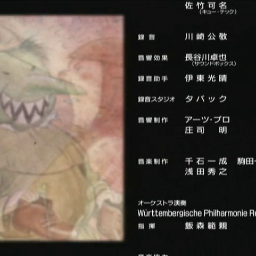 佐竹可名
(キュー・テック)
録音 川崎公敬
音響効果 長谷川卓也
(サウンドボックス)
録音助手 伊東光晴
録音スタジオ タバック
音響制作 アーツ・プロ
庄司 明
音楽制作 千石一成 駒田
浅田秀之
オーケストラ演奏
Württembergische Philharmonie Re
指揮 飯森範親